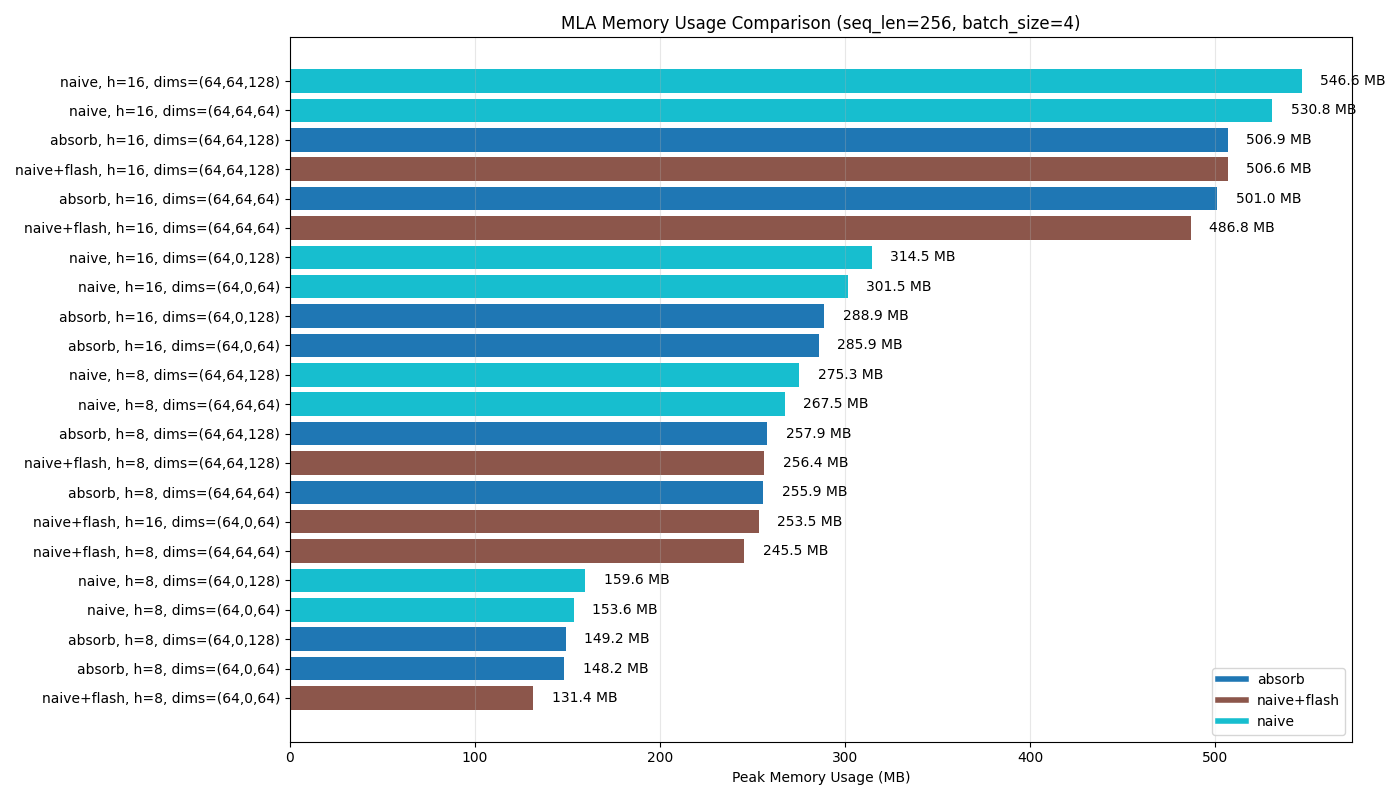 MLA Memory Usage Comparison (seq_len=256, batch_size=4)
naive, h=16, dims=(64,64,128) 546.6 MB
naive, h=16, dims=(64,64,64) 530.8 MB
absorb, h=16, dims=(64,64,128) 506.9 MB
naive+flash, h=16, dims=(64,64,128) 506.6 MB
absorb, h=16, dims=(64,64,64) 501.0 MB
naive+flash, h=16, dims=(64,64,64) 486.8 MB
naive, h=16, dims=(64,0,128) 314.5 MB
naive, h=16, dims=(64,0,64) 301.5 MB
absorb, h=16, dims=(64,0,128) 288.9 MB
absorb, h=16, dims=(64,0,64) 285.9 MB
naive, h=8, dims=(64,64,128) 275.3 MB
naive, h=8, dims=(64,64,64) 267.5 MB
absorb, h=8, dims=(64,64,128) 257.9 MB
naive+flash, h=8, dims=(64,64,128) 256.4 MB
absorb, h=8, dims=(64,64,64) 255.9 MB
naive+flash, h=16, dims=(64,0,64) 253.5 MB
naive+flash, h=8, dims=(64,64,64) 245.5 MB
naive, h=8, dims=(64,0,128) 159.6 MB
naive, h=8, dims=(64,0,64) 153.6 MB
absorb, h=8, dims=(64,0,128) 149.2 MB
absorb, h=8, dims=(64,0,64) 148.2 MB
naive+flash, h=8, dims=(64,0,64) 131.4 MB
absorb
naive+flash
naive
0 100 200 300 400 500
Peak Memory Usage (MB)